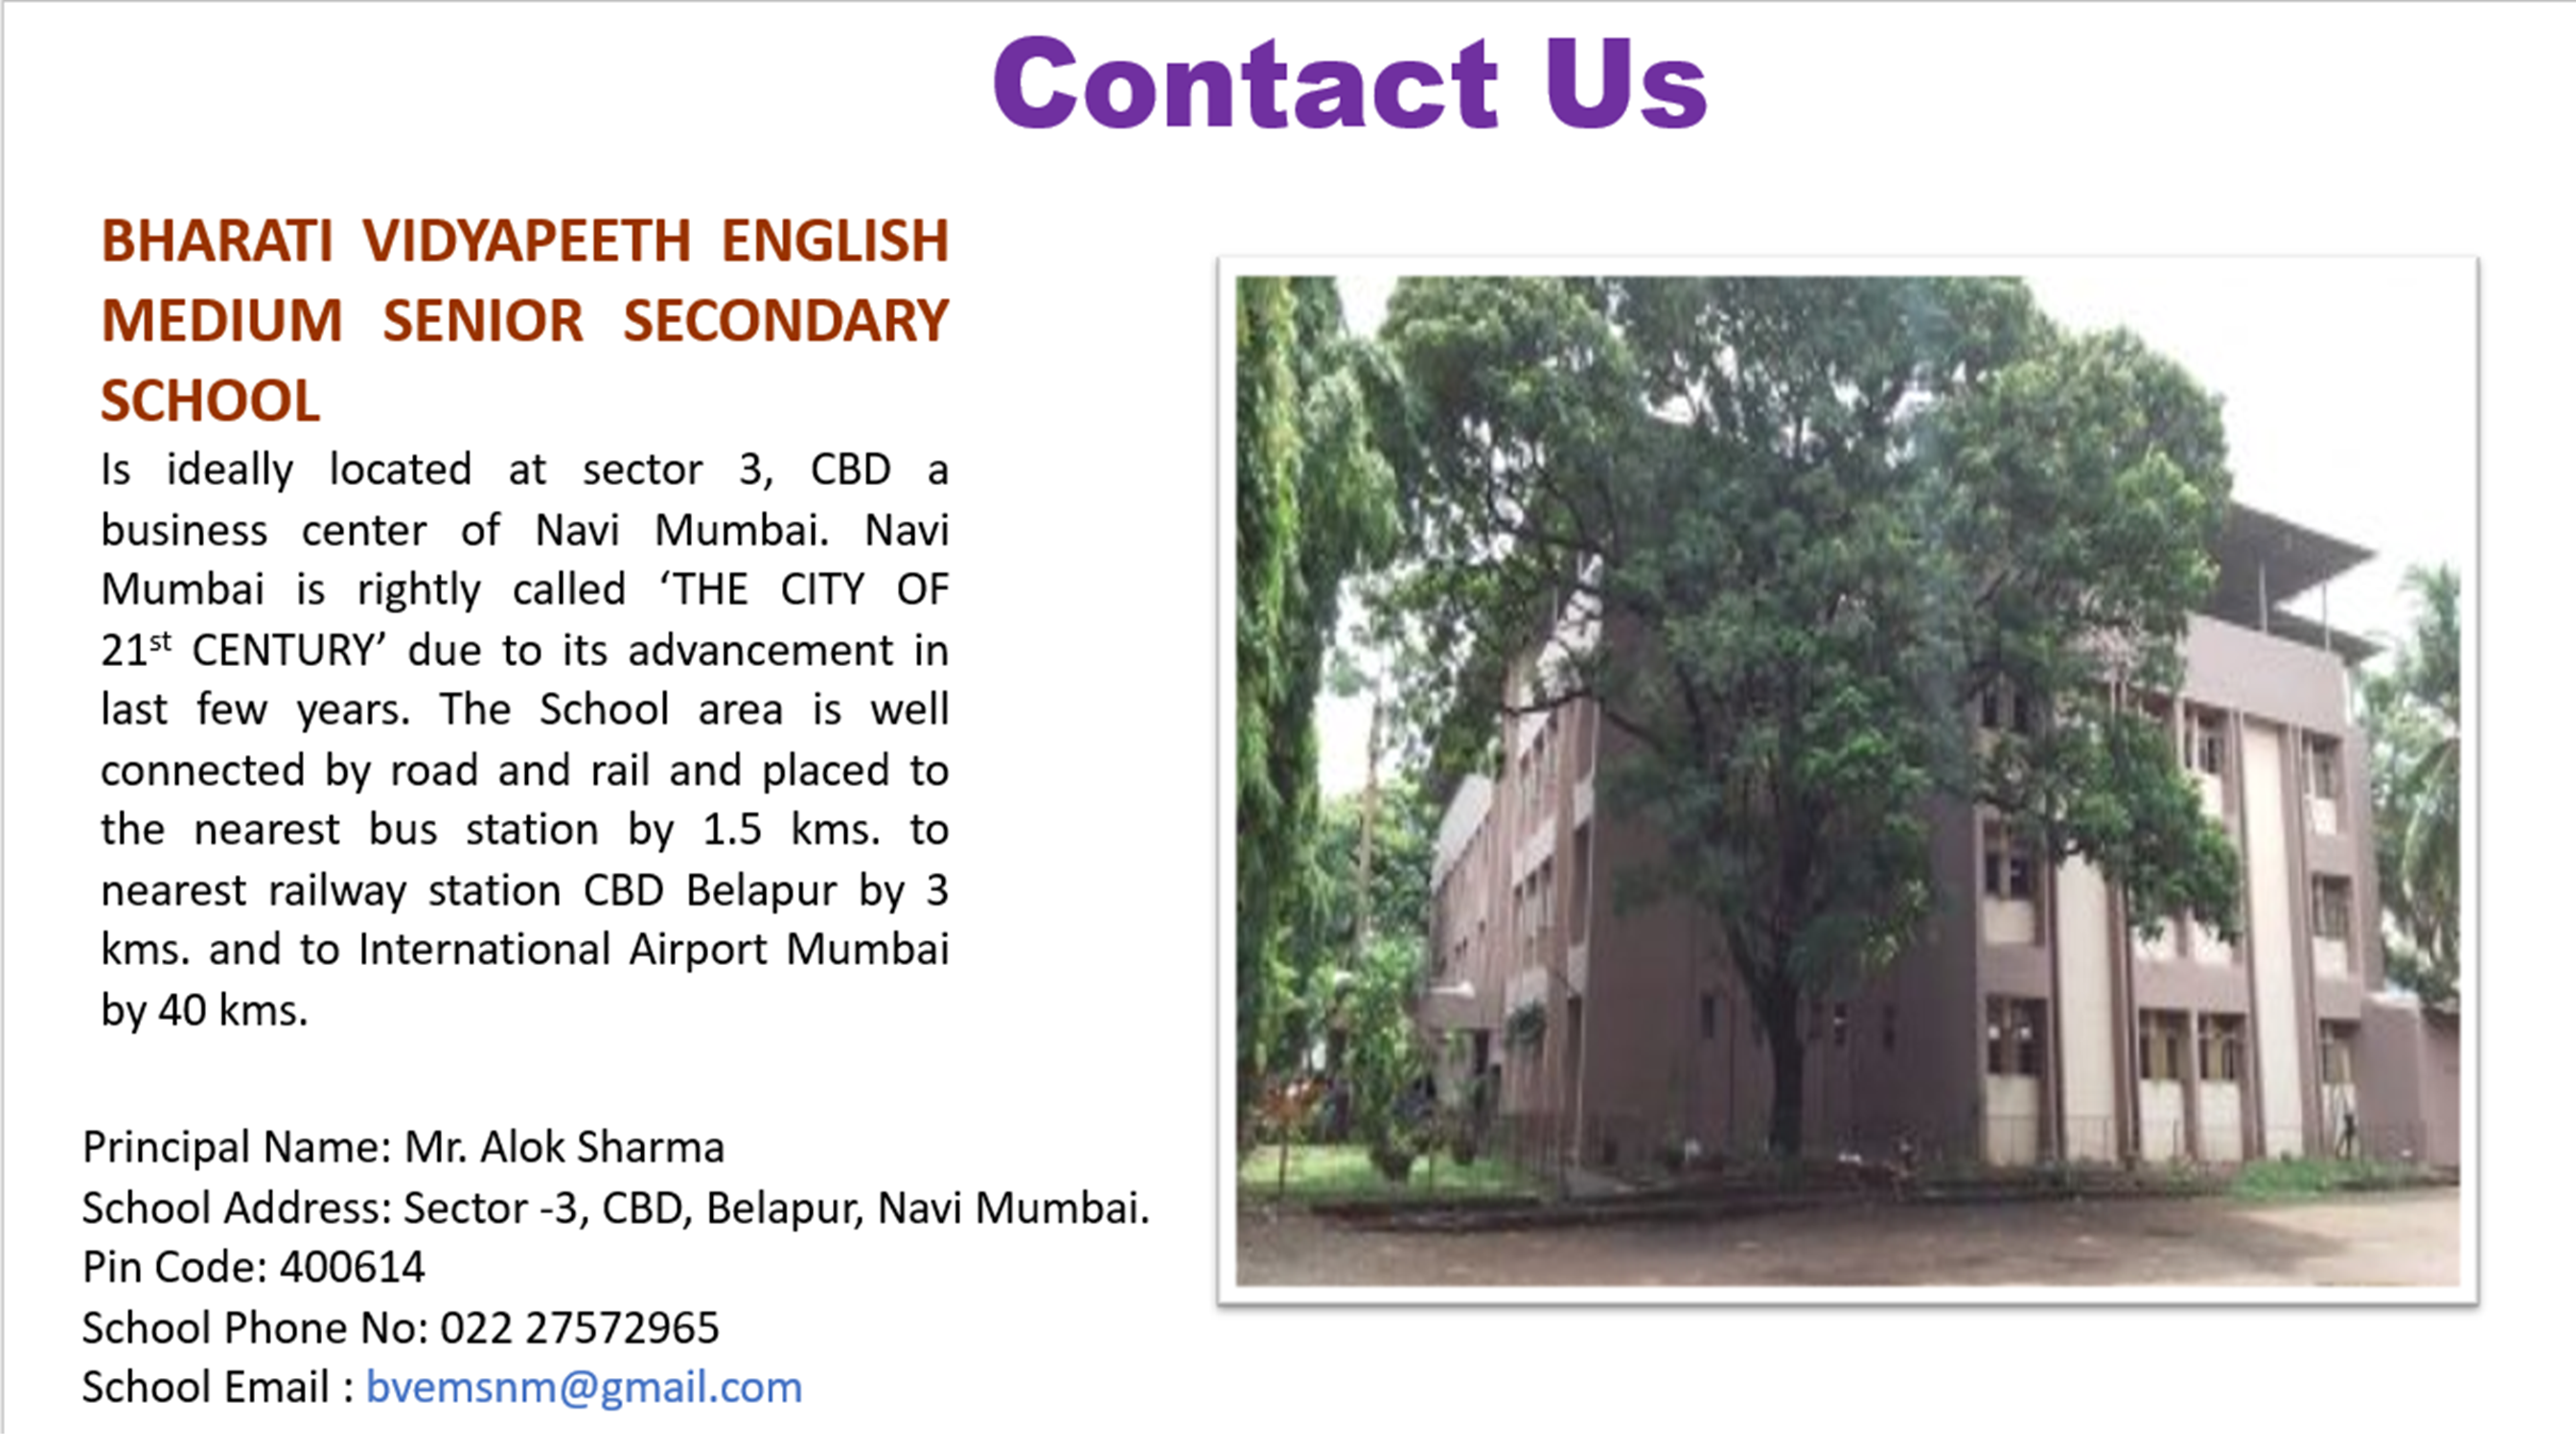 Contact Us
BHARATI VIDYAPEETH ENGLISH
MEDIUM SENIOR SECONDARY
SCHOOL
Is ideally located at sector 3, CBD a
business center of Navi Mumbai. Navi
Mumbai is rightly called ‘THE CITY OF
21st CENTURY’ due to its advancement in
last few years. The School area is well
connected by road and rail and placed to
the nearest bus station by 1.5 kms. to
nearest railway station CBD Belapur by 3
kms. and to International Airport Mumbai
by 40 kms.
Principal Name: Mr. Alok Sharma
School Address: Sector -3, CBD, Belapur, Navi Mumbai.
Pin Code: 400614
School Phone No: 022 27572965
School Email : bvemsnm@gmail.com